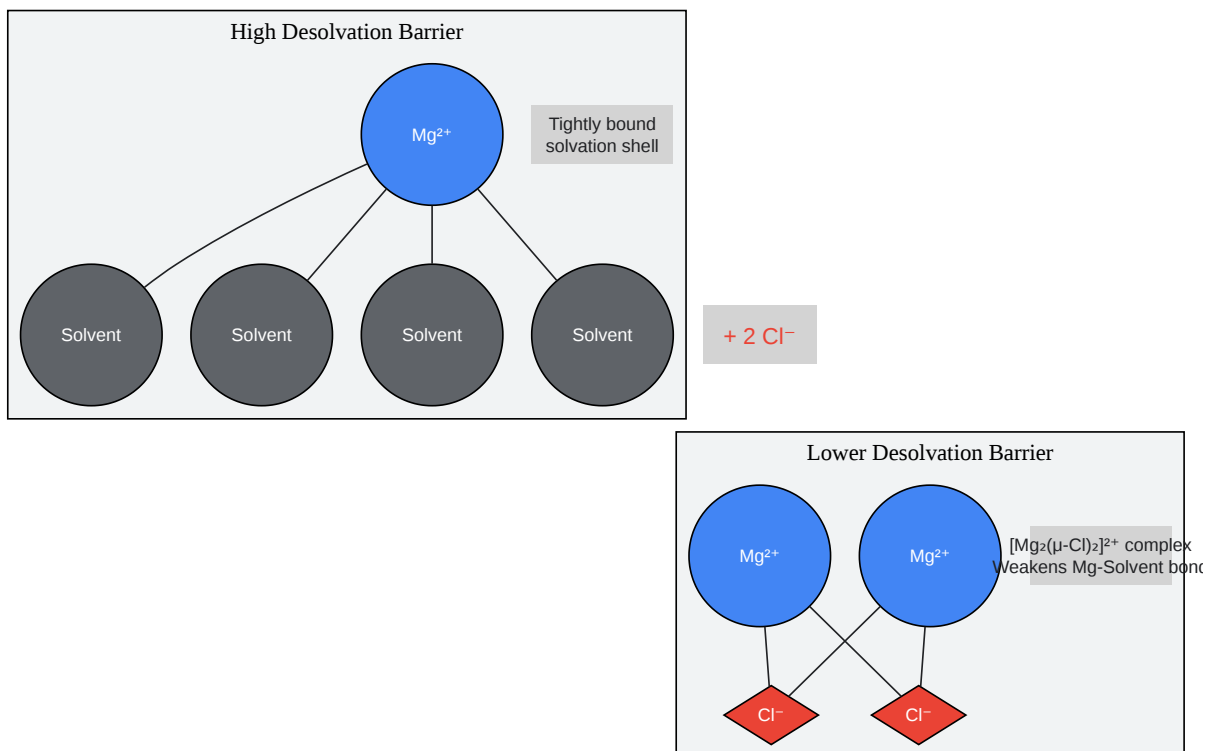 High Desolvation Barrier
Mg²⁺
Tightly bound
solvation shell
Solvent
Solvent
Solvent
Solvent
+ 2 Cl⁻
Lower Desolvation Barrier
Mg²⁺
Mg²⁺
[Mg₂(μ-Cl)₂]²⁺ complex
Weakens Mg-Solvent bond
Cl⁻
Cl⁻